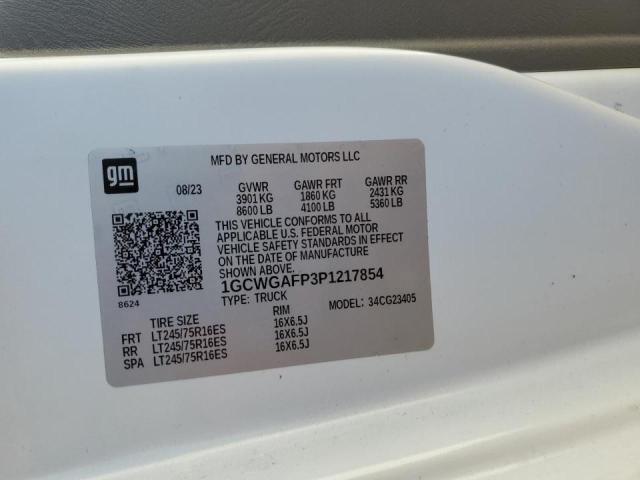 gm
MFD BY GENERAL MOTORS LLC
08/23 GVWR GAWR FRT GAWR RR
3901 KG 1860 KG 2431 KG
8600 LB 4100 LB 5360 LB
THIS VEHICLE CONFORMS TO ALL
APPLICABLE U.S. FEDERAL MOTOR
VEHICLE SAFETY STANDARDS IN EFFECT
ON THE DATE OF MANUFACTURE
SHOWN ABOVE.
8624
1GCWGAFP3P1217854
TYPE: TRUCK MODEL: 34CG23405
TIRE SIZE RIM
FRT LT245/75R16ES 16X6.5J
RR LT245/75R16ES 16X6.5J
SPA LT245/75R16ES 16X6.5J